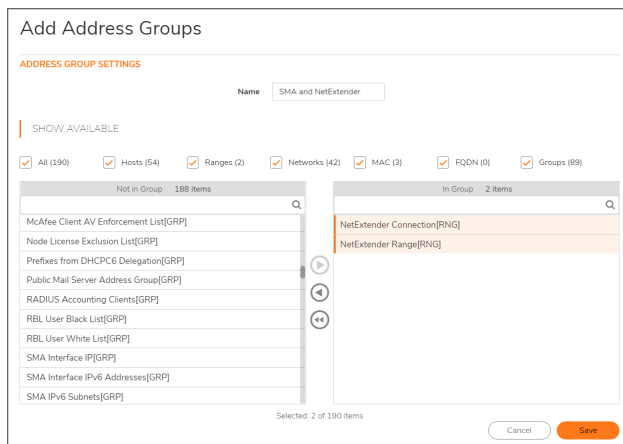 Add Address Groups
ADDRESS GROUP SETTINGS
Name SMA and NetExtender
SHOW AVAILABLE
All (190) Hosts (54) Ranges (2) Networks (42) MAC (3) FQDN (0) Groups (89)
Not in Group 188 items
McAfee Client AV Enforcement List[GRP]
Node License Exclusion List[GRP]
Prefixes from DHCPC6 Delegation[GRP]
Public Mail Server Address Group[GRP]
RADIUS Accounting Clients[GRP]
RBL User Black List[GRP]
RBL User White List[GRP]
SMA Interface IP[GRP]
SMA Interface IPv6 Addresses[GRP]
SMA IPv6 Subnets[GRP]
In Group 2 items
NetExtender Connection[RNG]
NetExtender Range[RNG]
Selected: 2 of 190 items
Cancel Save